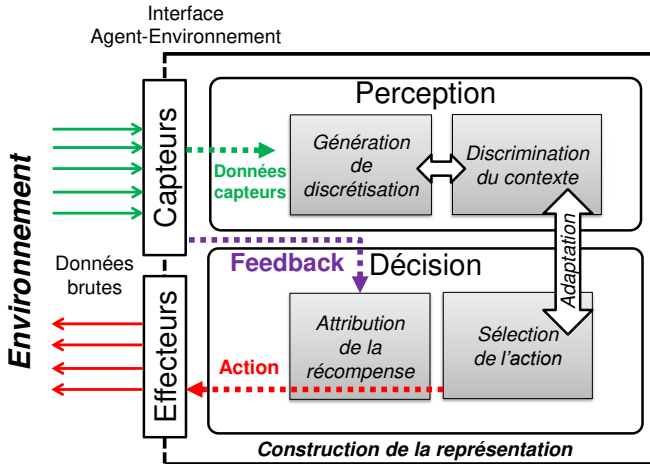 Interface
Agent-Environnement
Environnement
Capteurs
Données
capteurs
Perception
Génération
de
discrétisation
Discrimination
du contexte
Adaptation
Feedback
Décision
Données
brutes
Effecteurs
Attribution
de la
récompense
Sélection
de l'action
Action
Construction de la représentation